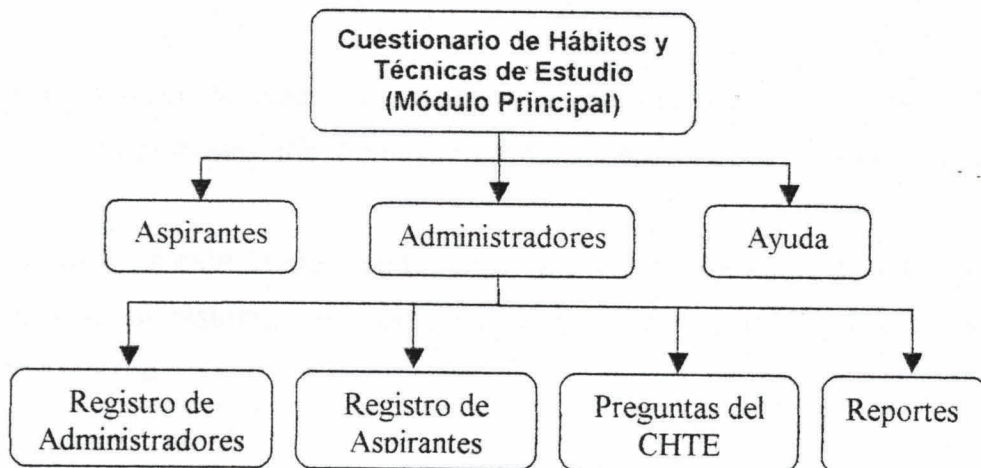 Cuestionario de Hábitos y
Técnicas de Estudio
(Módulo Principal)
Aspirantes
Administradores
Ayuda
Registro de
Administradores
Registro de
Aspirantes
Preguntas del
CHTE
Reportes